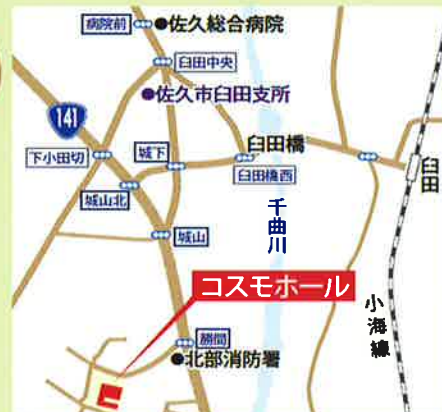 病院前
●佐久総合病院
臼田中央
●佐久市臼田支所
141
下小田切
城下
臼田橋
臼田橋西
臼田
城山北
千曲川
城山
コスモホール
小海線
勝間
●北部消防署